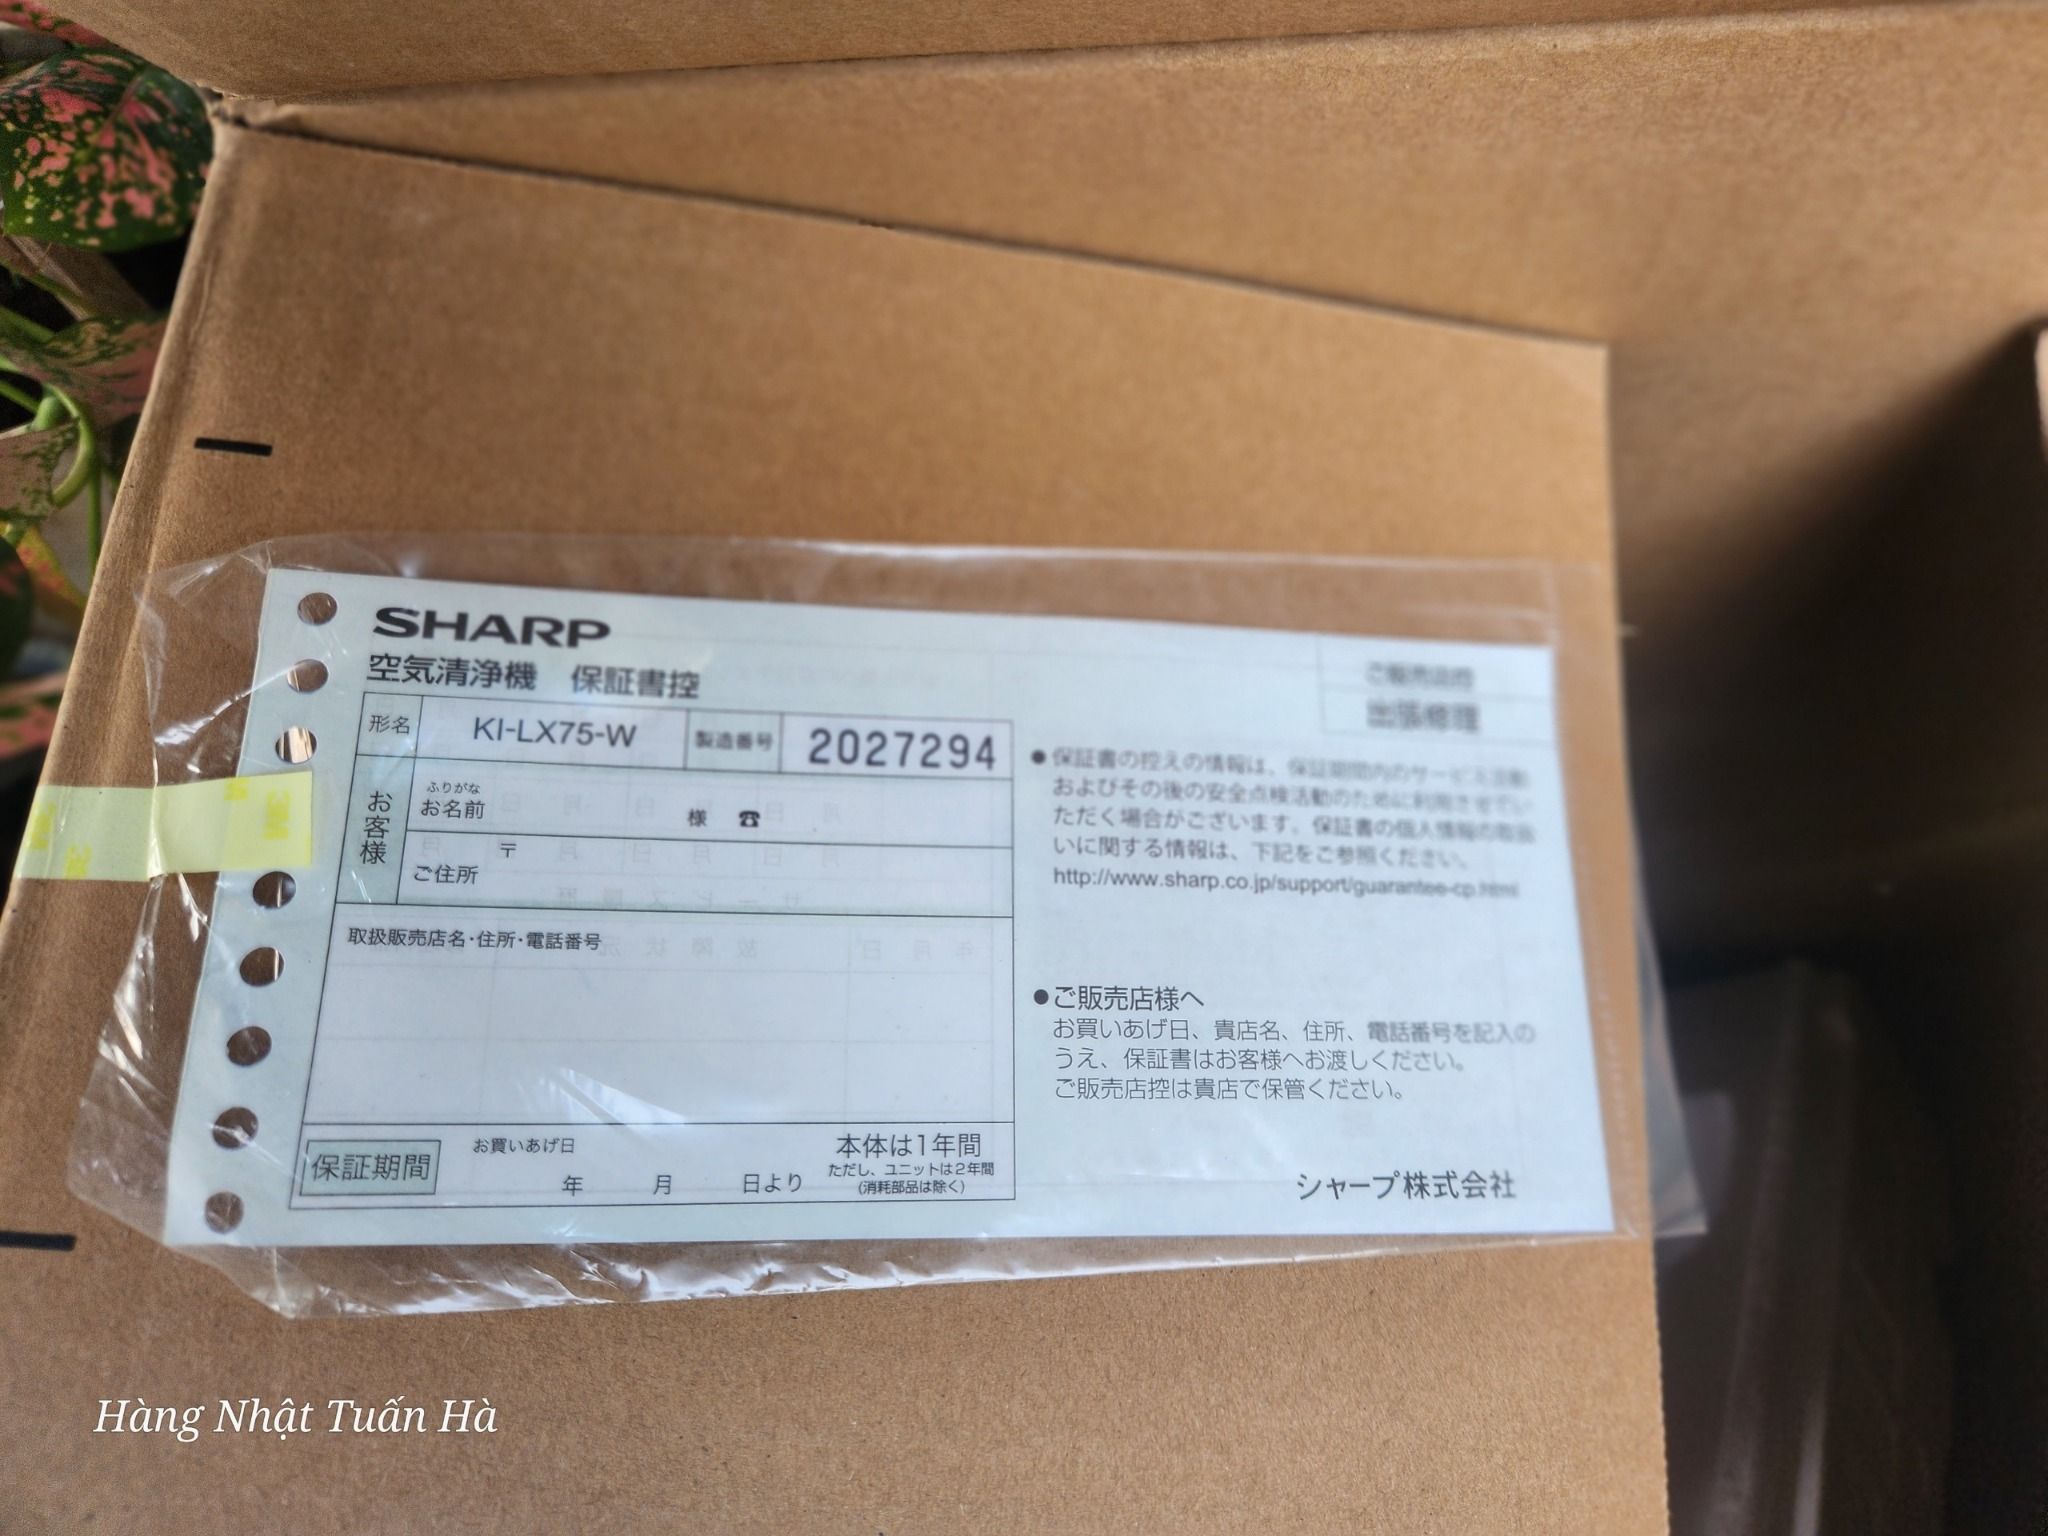 SHARP
空気清浄機 保証書控
形名 KI-LX75-W 製造番号 2027294
お客様
ふりがな
お名前 様 ☎
〒
ご住所
取扱販売店名・住所・電話番号
保証期間
お買いあげ日
年 月 日より
本体は1年間
ただし、ユニットは2年間
(消耗部品は除く)
出張修理
●保証書の控えの情報は、保証期間内のサービス活動
およびその後の安全点検活動のために利用させてい
ただく場合がございます。保証書の個人情報の取扱
いに関する情報は、下記をご参照ください。
http://www.sharp.co.jp/support/guarantee-cp.html
●ご販売店様へ
お買いあげ日、貴店名、住所、電話番号を記入の
うえ、保証書はお客様へお渡しください。
ご販売店控は貴店で保管ください。
シャープ株式会社
3M
Hàng Nhật Tuấn Hà